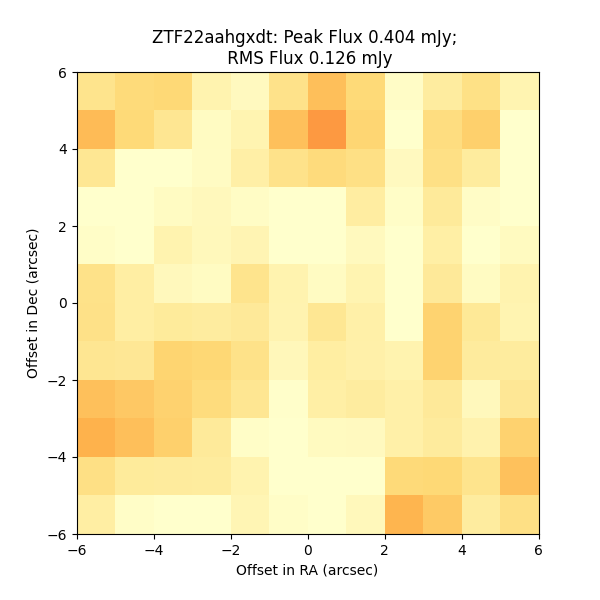 ZTF22aahgxdt: Peak Flux 0.404 mJy;
RMS Flux 0.126 mJy
6
4
2
0
−2
−4
−6
Offset in Dec (arcsec)
−6 −4 −2 0 2 4 6
Offset in RA (arcsec)